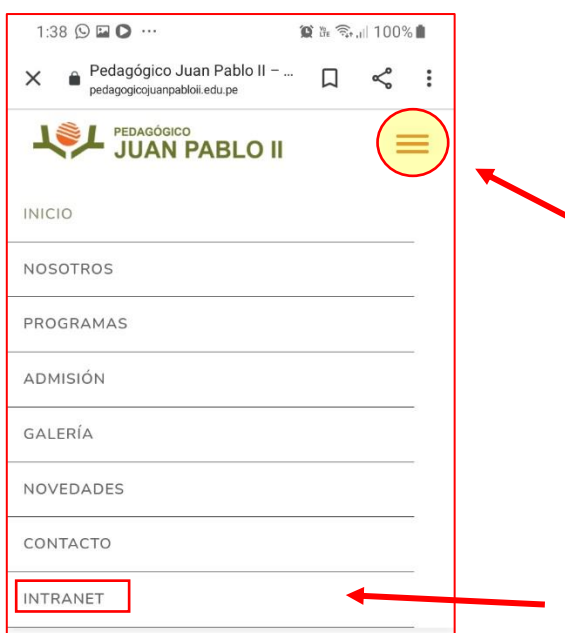 1:38
VoLTE 100%
Pedagógico Juan Pablo II – ...
pedagogicojuanpabloii.edu.pe
PEDAGÓGICO
JUAN PABLO II
INICIO
NOSOTROS
PROGRAMAS
ADMISIÓN
GALERÍA
NOVEDADES
CONTACTO
INTRANET